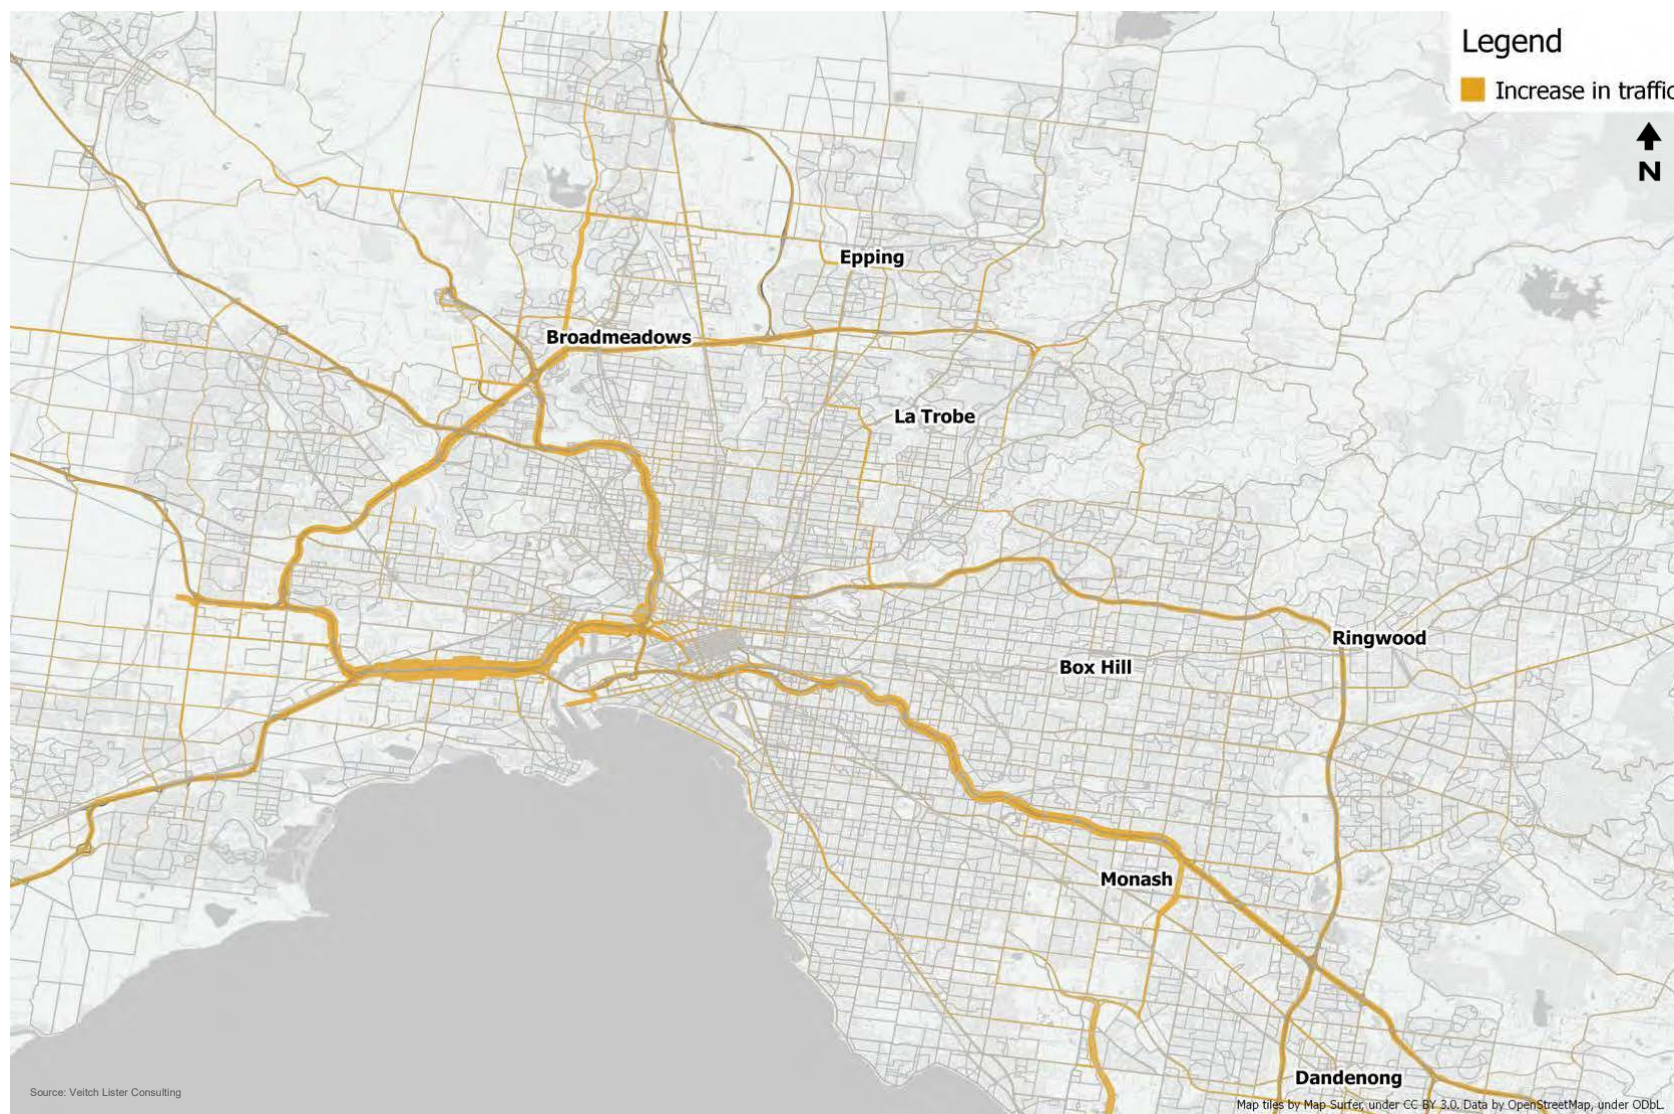 Legend
Increase in traffic
N
Epping
Broadmeadows
La Trobe
Ringwood
Box Hill
Monash
Dandenong
Source: Veitch Lister Consulting
Map tiles by Map Surfer, under CC BY 3.0. Data by OpenStreetMap, under ODbL.